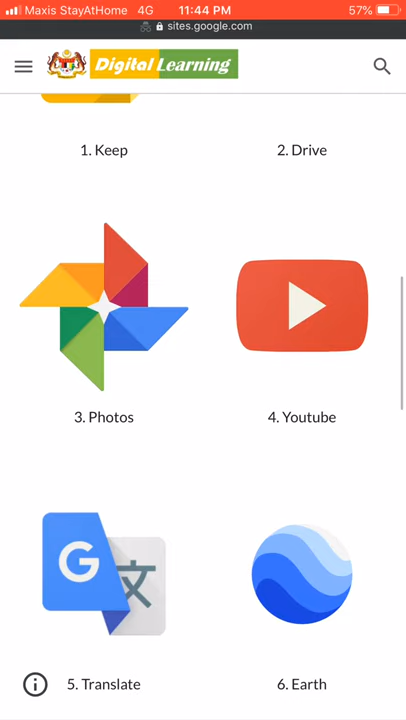 Maxis StayAtHome 4G 11:44 PM 57%
sites.google.com
Digital Learning
1. Keep 2. Drive
3. Photos 4. Youtube
G 文
5. Translate 6. Earth